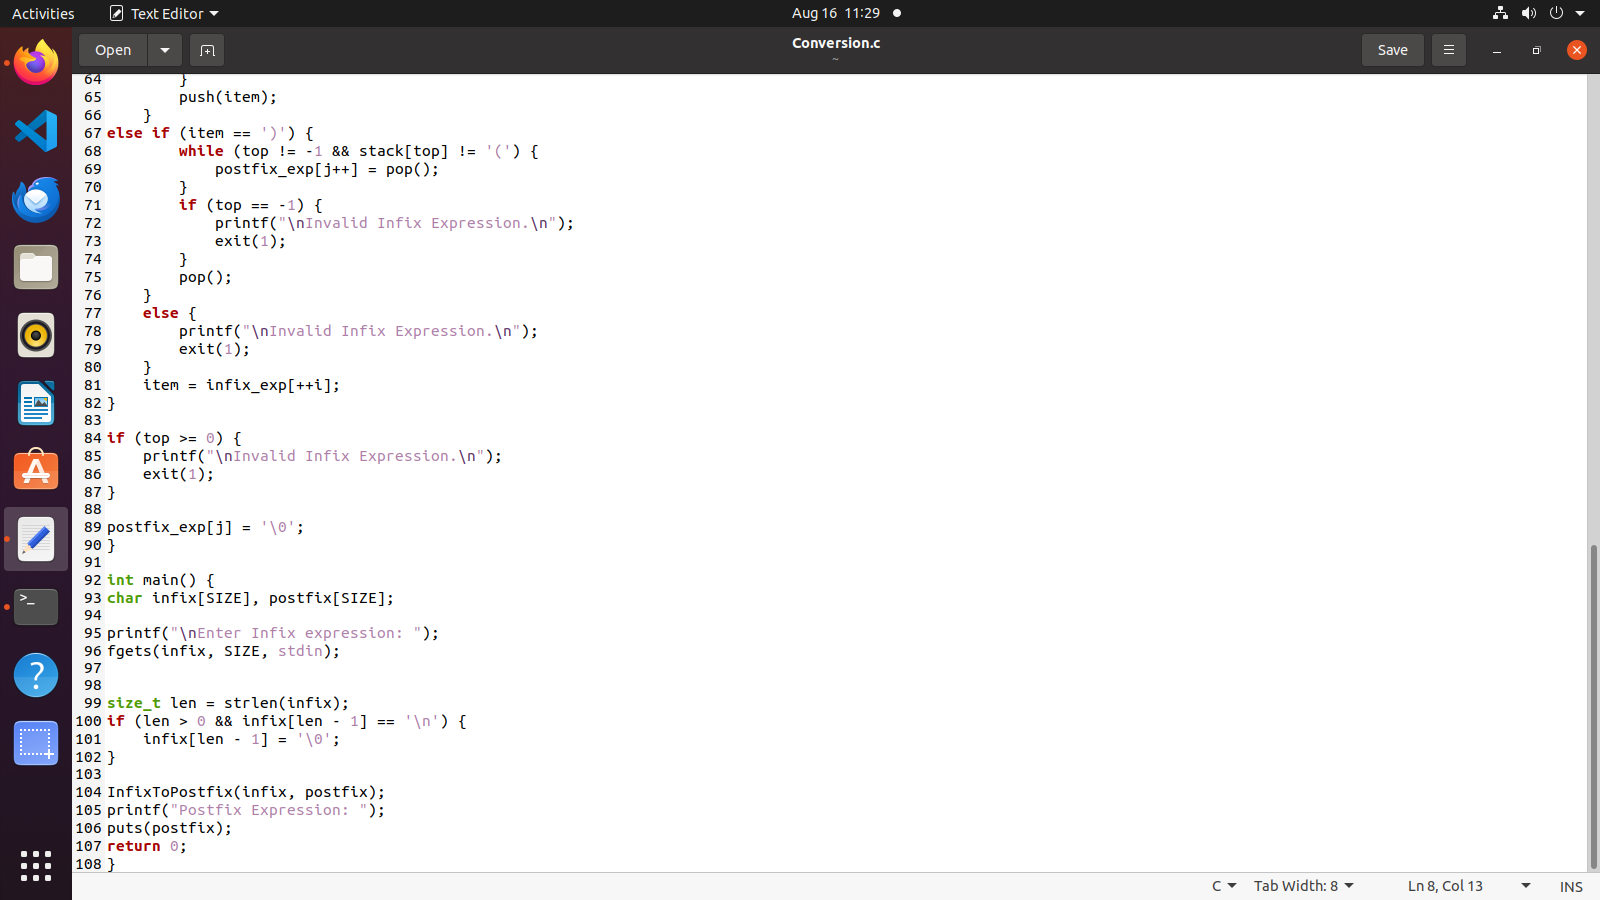 Activities Text Editor Aug 16 11:29
Open Conversion.c Save
~
64         }
65         push(item);
66     }
67 else if (item == ')') {
68         while (top != -1 && stack[top] != '(') {
69             postfix_exp[j++] = pop();
70         }
71         if (top == -1) {
72             printf("\nInvalid Infix Expression.\n");
73             exit(1);
74         }
75         pop();
76     }
77     else {
78         printf("\nInvalid Infix Expression.\n");
79         exit(1);
80     }
81     item = infix_exp[++i];
82 }
83
84 if (top >= 0) {
85     printf("\nInvalid Infix Expression.\n");
86     exit(1);
87 }
88
89 postfix_exp[j] = '\0';
90 }
91
92 int main() {
93 char infix[SIZE], postfix[SIZE];
94
95 printf("\nEnter Infix expression: ");
96 fgets(infix, SIZE, stdin);
97
98
99 size_t len = strlen(infix);
100 if (len > 0 && infix[len - 1] == '\n') {
101     infix[len - 1] = '\0';
102 }
103
104 InfixToPostfix(infix, postfix);
105 printf("Postfix Expression: ");
106 puts(postfix);
107 return 0;
108 }
C Tab Width: 8 Ln 8, Col 13 INS